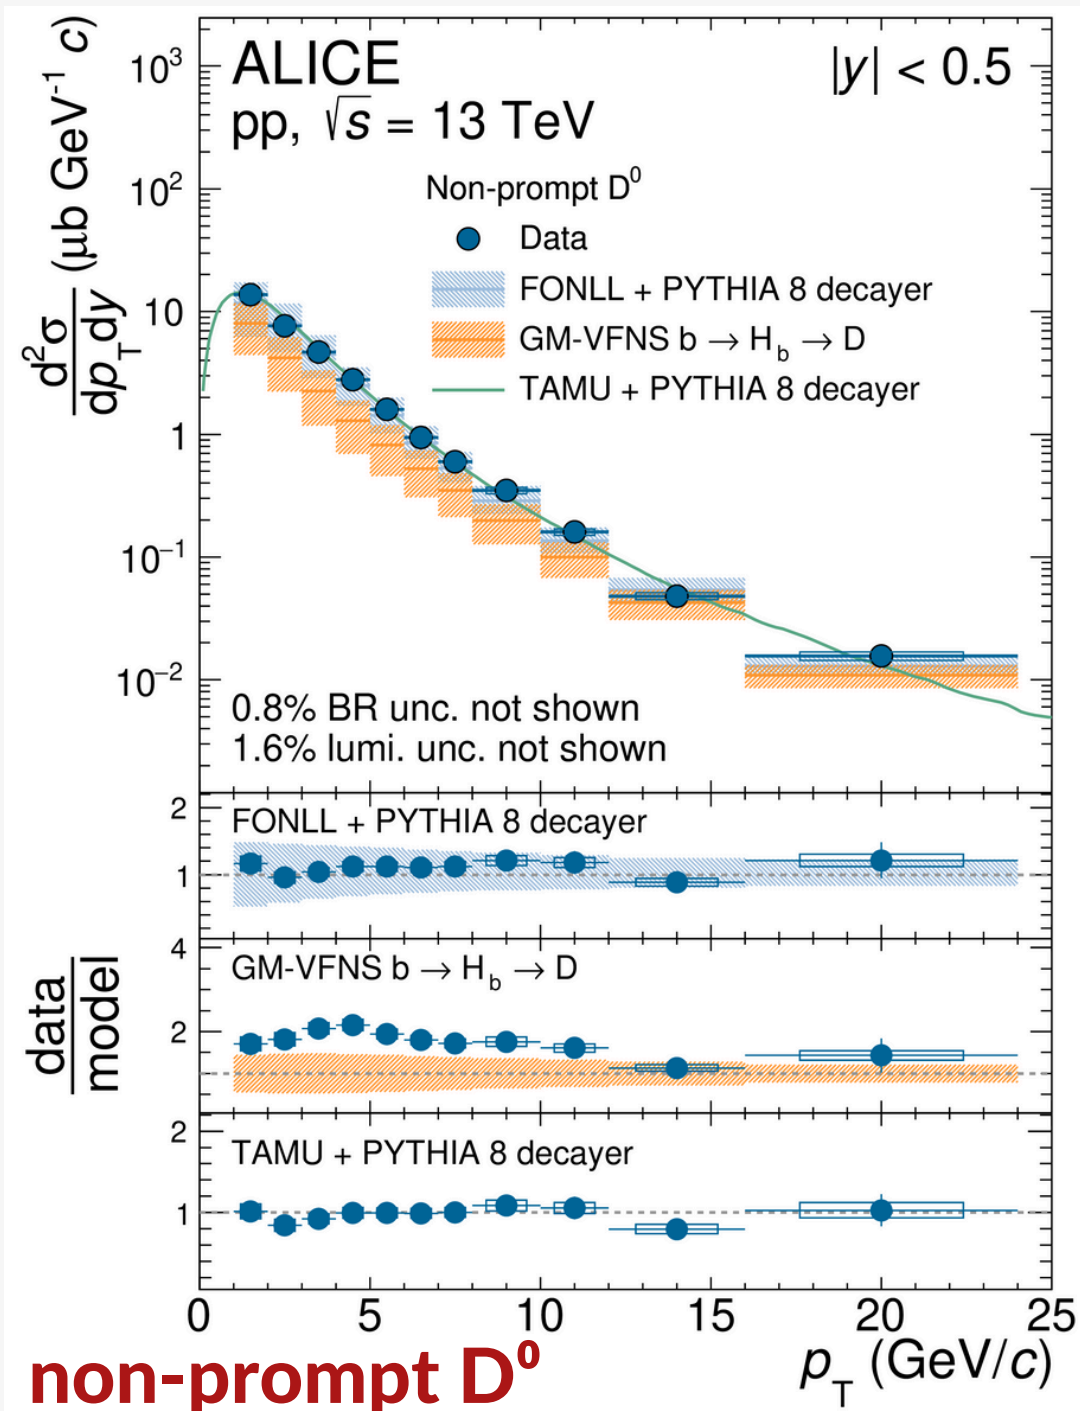 ALICE
|y| < 0.5
pp, √s = 13 TeV
Non-prompt D⁰
Data
FONLL + PYTHIA 8 decayer
GM-VFNS b → H_b → D
TAMU + PYTHIA 8 decayer
d²σ/dp_Tdy (μb GeV⁻¹ c)
10³
10²
10
1
10⁻¹
10⁻²
0.8% BR unc. not shown
1.6% lumi. unc. not shown
data/model
2
FONLL + PYTHIA 8 decayer
1
4
GM-VFNS b → H_b → D
2
2
TAMU + PYTHIA 8 decayer
1
0 5 10 15 20 25
p_T (GeV/c)
non-prompt D⁰